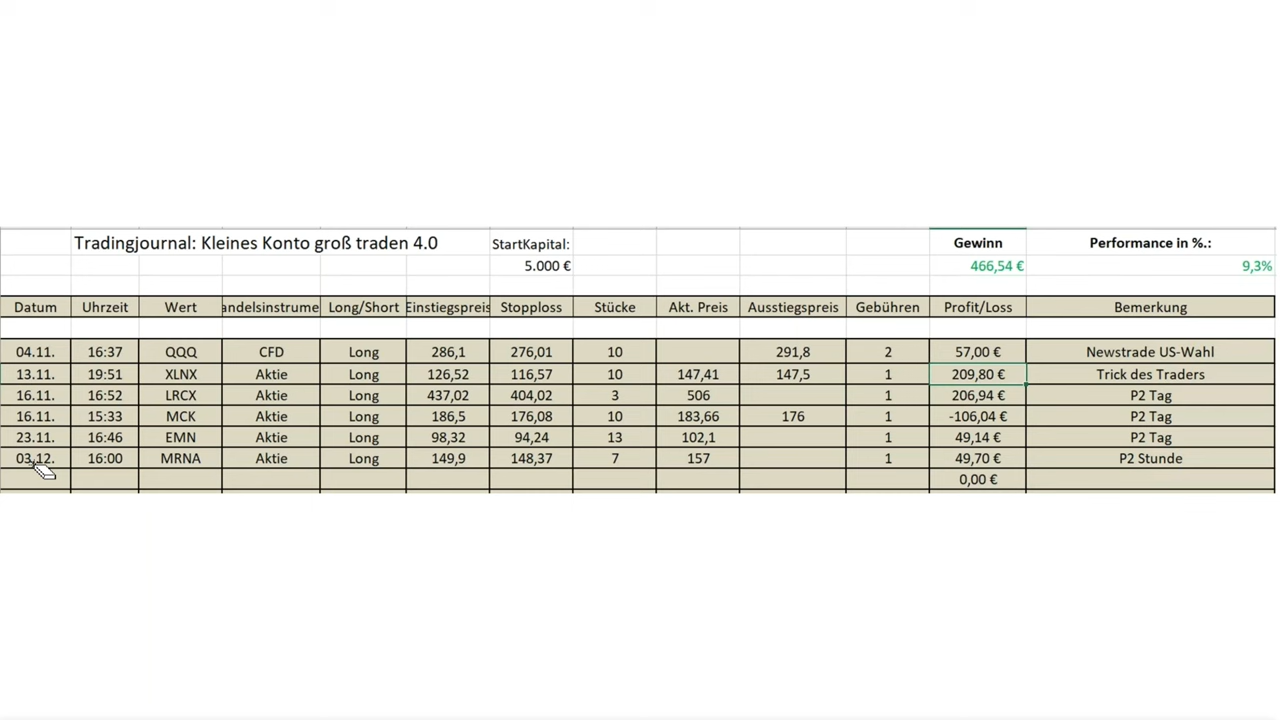 Tradingjournal: Kleines Konto groß traden 4.0 StartKapital: Gewinn Performance in %.:
5.000 € 466,54 € 9,3%
Datum Uhrzeit Wert andelsinstrume Long/Short Einstiegspreis Stopploss Stücke Akt. Preis Ausstiegspreis Gebühren Profit/Loss Bemerkung
04.11. 16:37 QQQ CFD Long 286,1 276,01 10 291,8 2 57,00 € Newstrade US-Wahl
13.11. 19:51 XLNX Aktie Long 126,52 116,57 10 147,41 147,5 1 209,80 € Trick des Traders
16.11. 16:52 LRCX Aktie Long 437,02 404,02 3 506 1 206,94 € P2 Tag
16.11. 15:33 MCK Aktie Long 186,5 176,08 10 183,66 176 1 -106,04 € P2 Tag
23.11. 16:46 EMN Aktie Long 98,32 94,24 13 102,1 1 49,14 € P2 Tag
03.12. 16:00 MRNA Aktie Long 149,9 148,37 7 157 1 49,70 € P2 Stunde
0,00 €